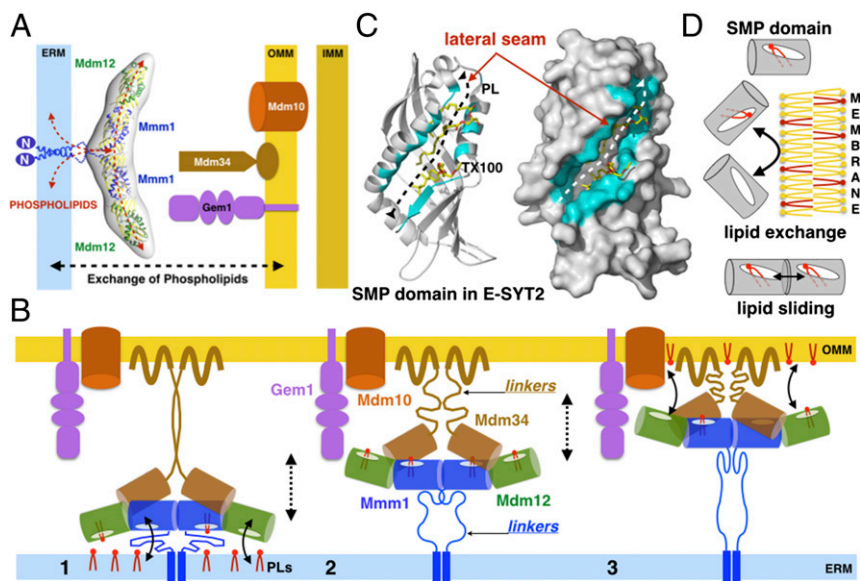 A
ERM
OMM
IMM
Mdm12
Mdm10
N
N
Mmm1
Mdm34
Mmm1
PHOSPHOLIPIDS
Gem1
Mdm12
Exchange of Phospholipids
C
lateral seam
PL
TX100
SMP domain in E-SYT2
D
SMP domain
MEMBRANE
lipid exchange
lipid sliding
B
OMM
Gem1
Mdm10
linkers
Mdm34
Mmm1
Mdm12
linkers
1
PLs
2
3
ERM